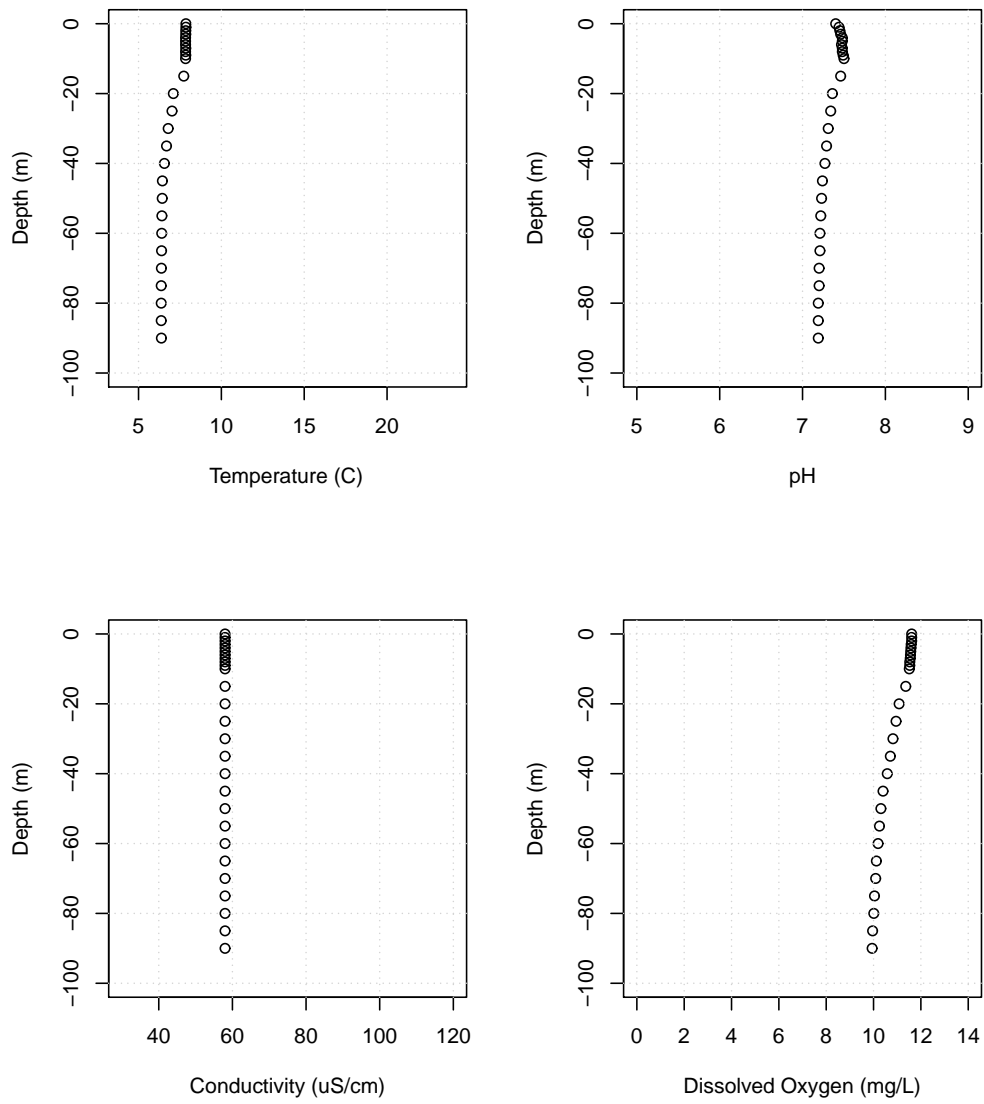 0
−20
−40
−60
−80
−100
Depth (m)
5 10 15 20
Temperature (C)
0
−20
−40
−60
−80
−100
Depth (m)
5 6 7 8 9
pH
0
−20
−40
−60
−80
−100
Depth (m)
40 60 80 100 120
Conductivity (uS/cm)
0
−20
−40
−60
−80
−100
Depth (m)
0 2 4 6 8 10 12 14
Dissolved Oxygen (mg/L)